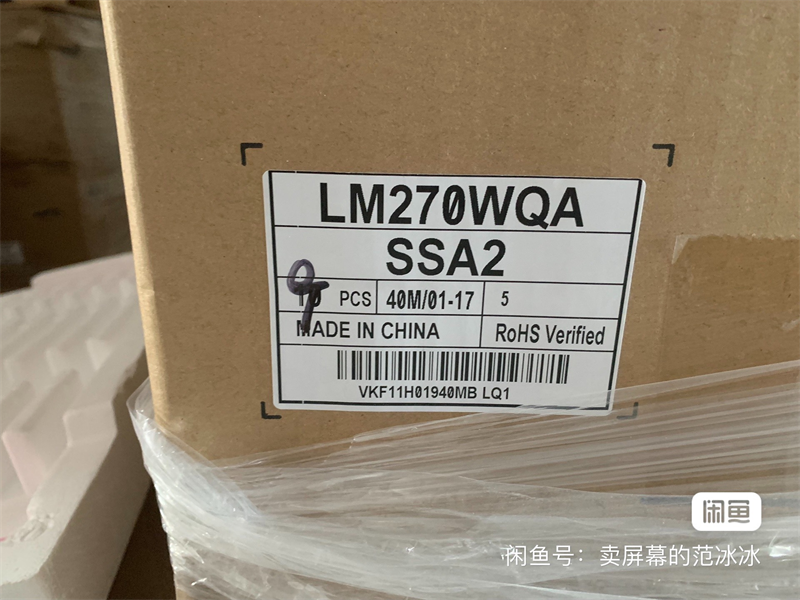 LM270WQA
SSA2
10 PCS 40M/01-17 5
MADE IN CHINA RoHS Verified
VKF11H01940MB LQ1
闲鱼
闲鱼号：卖屏幕的范冰冰